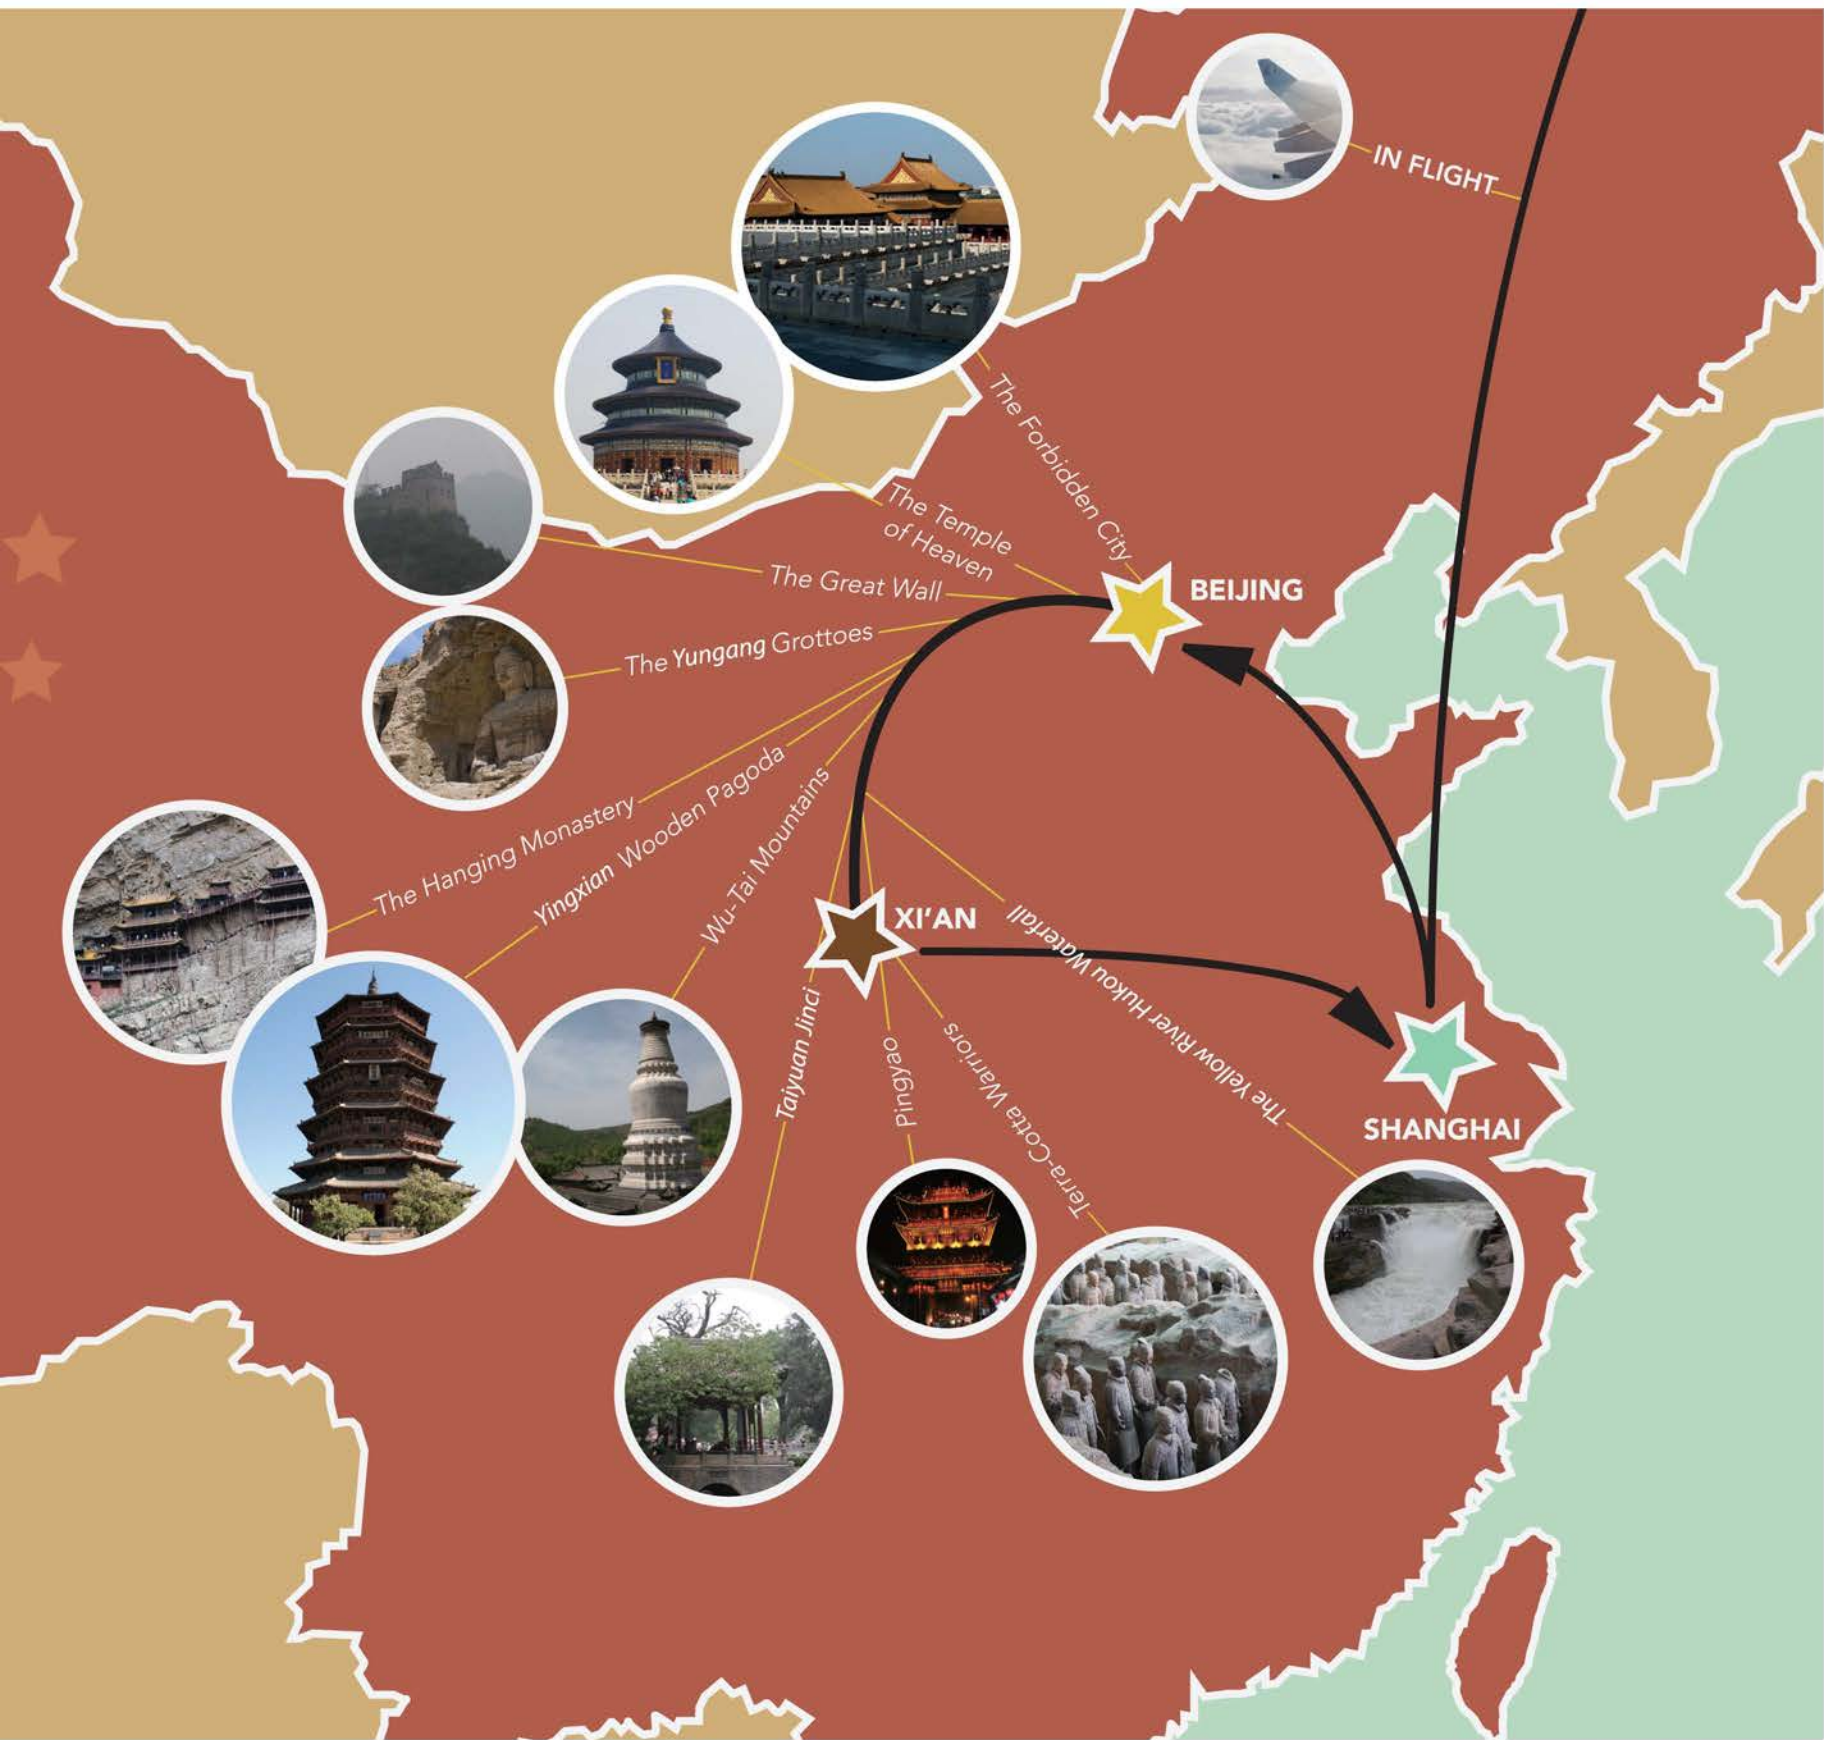 IN FLIGHT
The Forbidden City
The Temple
of Heaven
The Great Wall
BEIJING
The Yungang Grottoes
The Hanging Monastery
Yingxian Wooden Pagoda
Wu-Tai Mountains
XI'AN
The Yellow River Hukou Waterfall
Taiyuan Jinci
Pingyao
Terra-Cotta Warriors
SHANGHAI